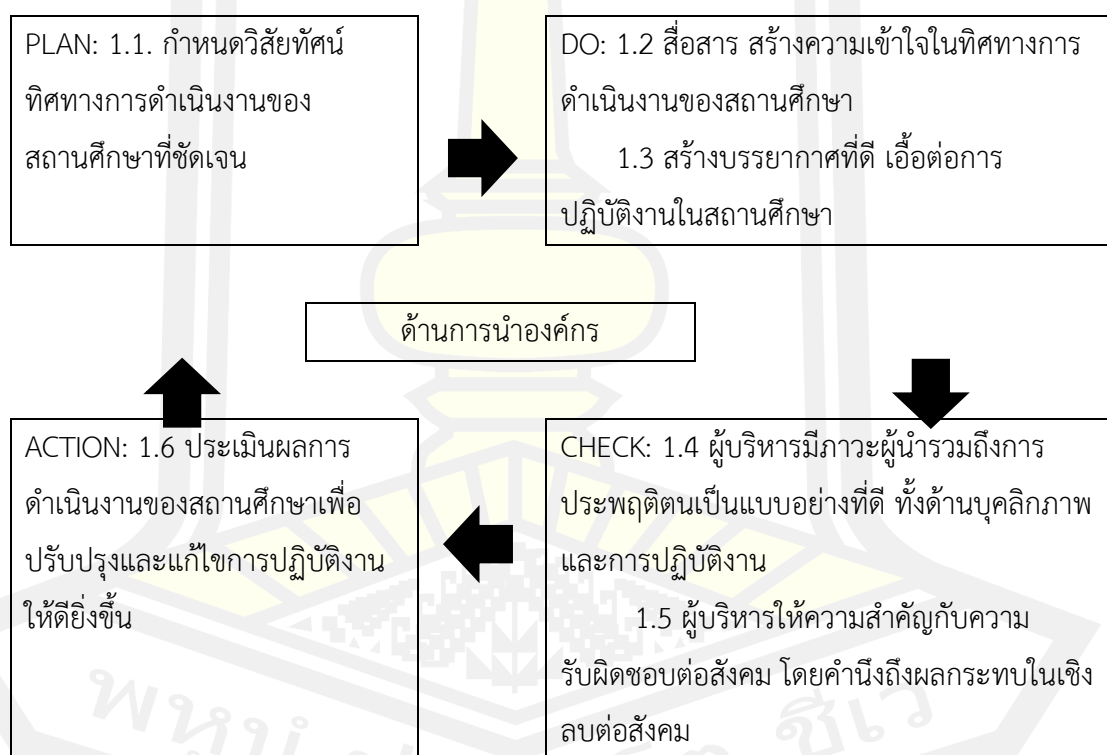 PLAN: 1.1. กำหนดวิสัยทัศน์
ทิศทางการดำเนินงานของ
สถานศึกษาที่ชัดเจน
DO: 1.2 สื่อสาร สร้างความเข้าใจในทิศทางการ
ดำเนินงานของสถานศึกษา
1.3 สร้างบรรยากาศที่ดี เอื้อต่อการ
ปฏิบัติงานในสถานศึกษา
ด้านการนำองค์กร
ACTION: 1.6 ประเมินผลการ
ดำเนินงานของสถานศึกษาเพื่อ
ปรับปรุงและแก้ไขการปฏิบัติงาน
ให้ดียิ่งขึ้น
CHECK: 1.4 ผู้บริหารมีภาวะผู้นำรวมถึงการ
ประพฤติตนเป็นแบบอย่างที่ดี ทั้งด้านบุคลิกภาพ
และการปฏิบัติงาน
1.5 ผู้บริหารให้ความสำคัญกับความ
รับผิดชอบต่อสังคม โดยคำนึงถึงผลกระทบในเชิง
ลบต่อสังคม
ชีเว